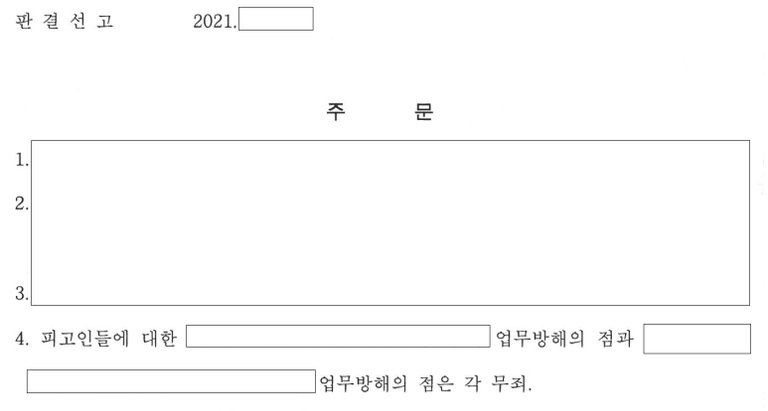 판 결 선 고 2021.
주 문
1.
2.
3.
4. 피고인들에 대한 업무방해의 점과
업무방해의 점은 각 무죄.